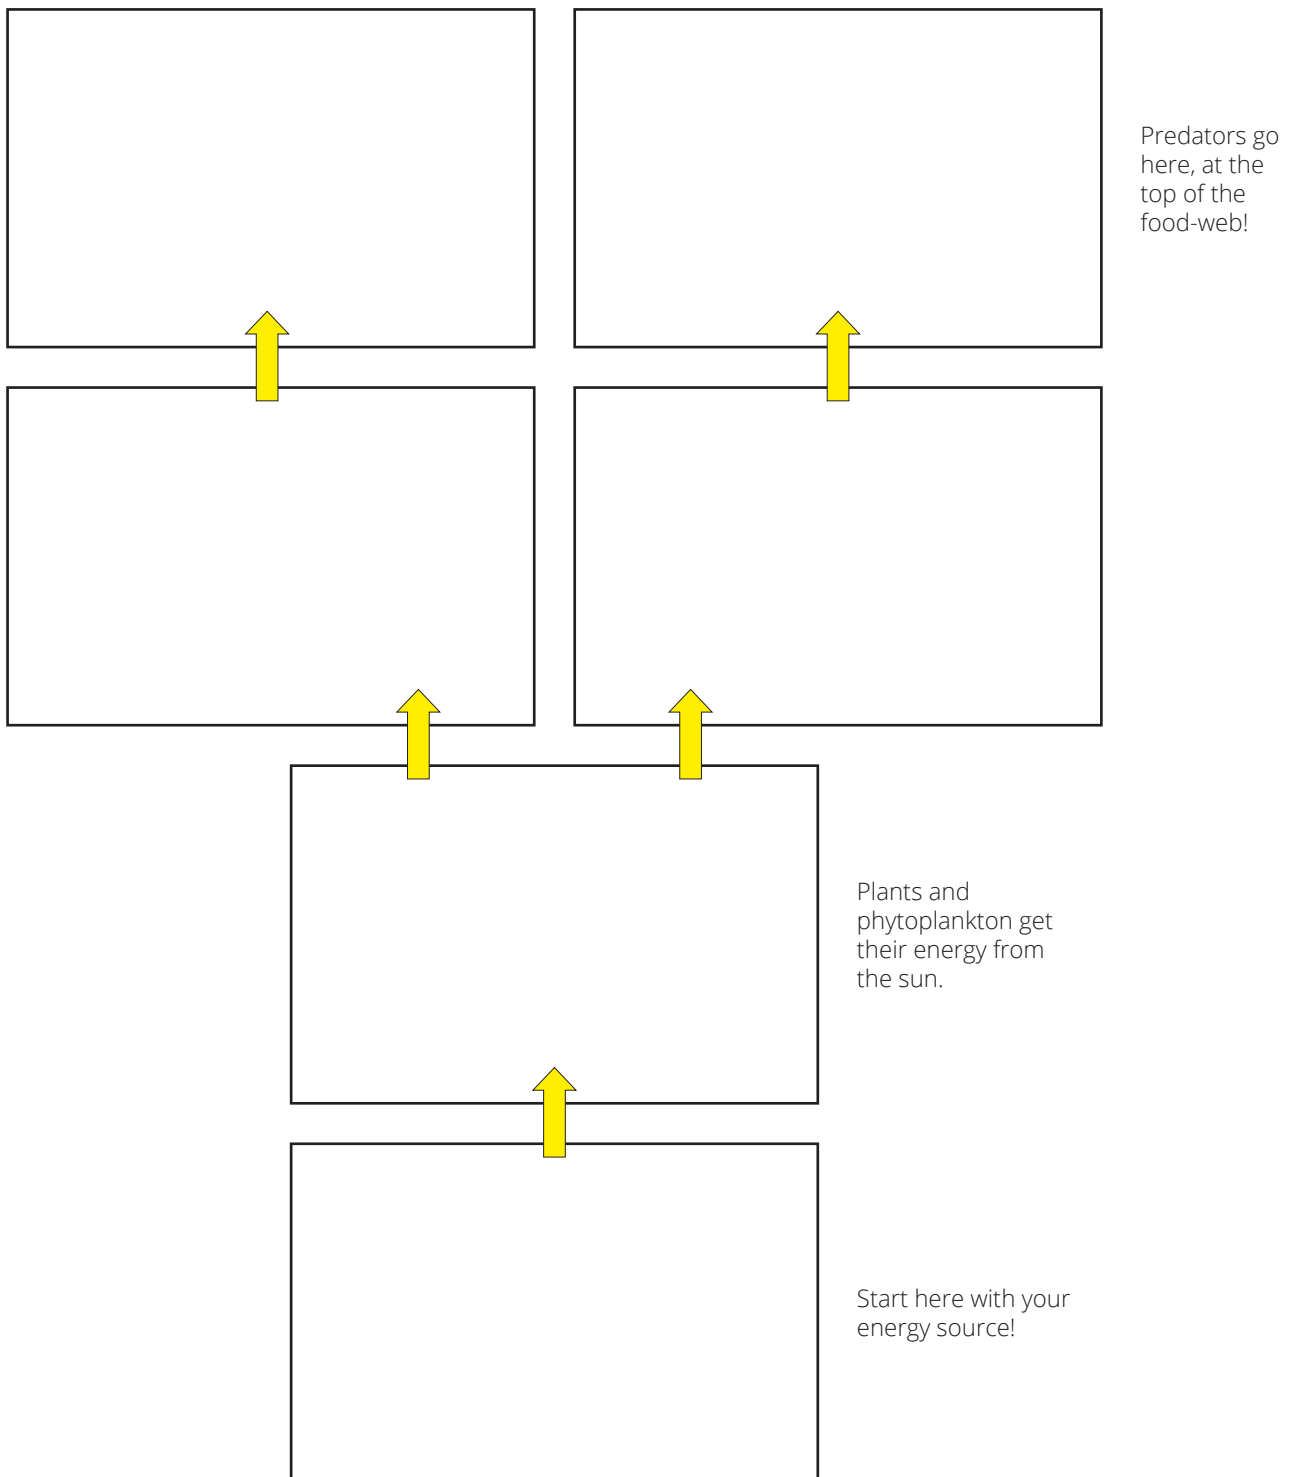 Predators go
here, at the
top of the
food-web!
Plants and
phytoplankton get
their energy from
the sun.
Start here with your
energy source!